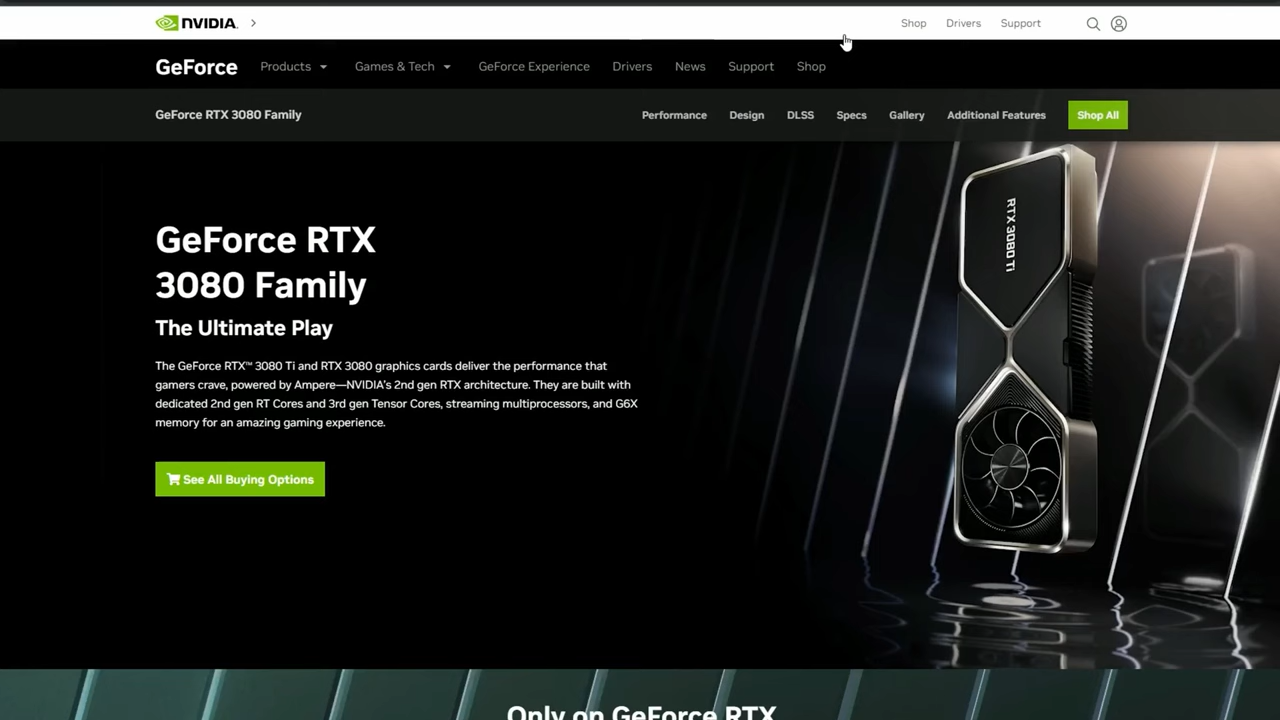 NVIDIA.
Shop Drivers Support
GeForce Products Games & Tech GeForce Experience Drivers News Support Shop
GeForce RTX 3080 Family Performance Design DLSS Specs Gallery Additional Features Shop All
GeForce RTX
3080 Family
The Ultimate Play
The GeForce RTX™ 3080 Ti and RTX 3080 graphics cards deliver the performance that
gamers crave, powered by Ampere—NVIDIA's 2nd gen RTX architecture. They are built with
dedicated 2nd gen RT Cores and 3rd gen Tensor Cores, streaming multiprocessors, and G6X
memory for an amazing gaming experience.
See All Buying Options
RTX 3080 Ti
Only on GeForce RTX